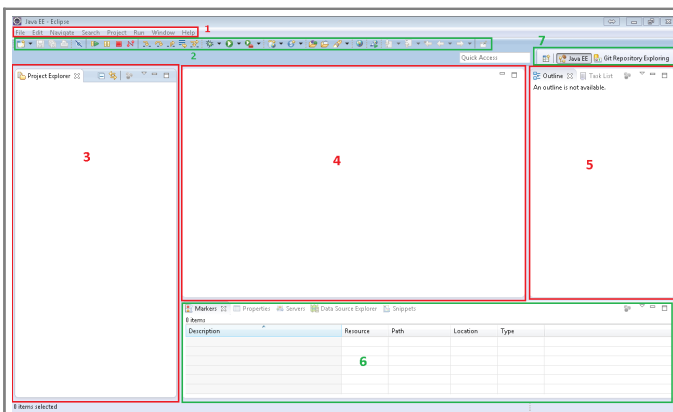 Java EE - Eclipse
File Edit Navigate Search Project Run Window Help
1
2
7
Quick Access
Java EE Git Repository Exploring
Project Explorer
3
4
Outline Task List
An outline is not available.
5
Markers Properties Servers Data Source Explorer Snippets
0 items
Description Resource Path Location Type
6
0 items selected